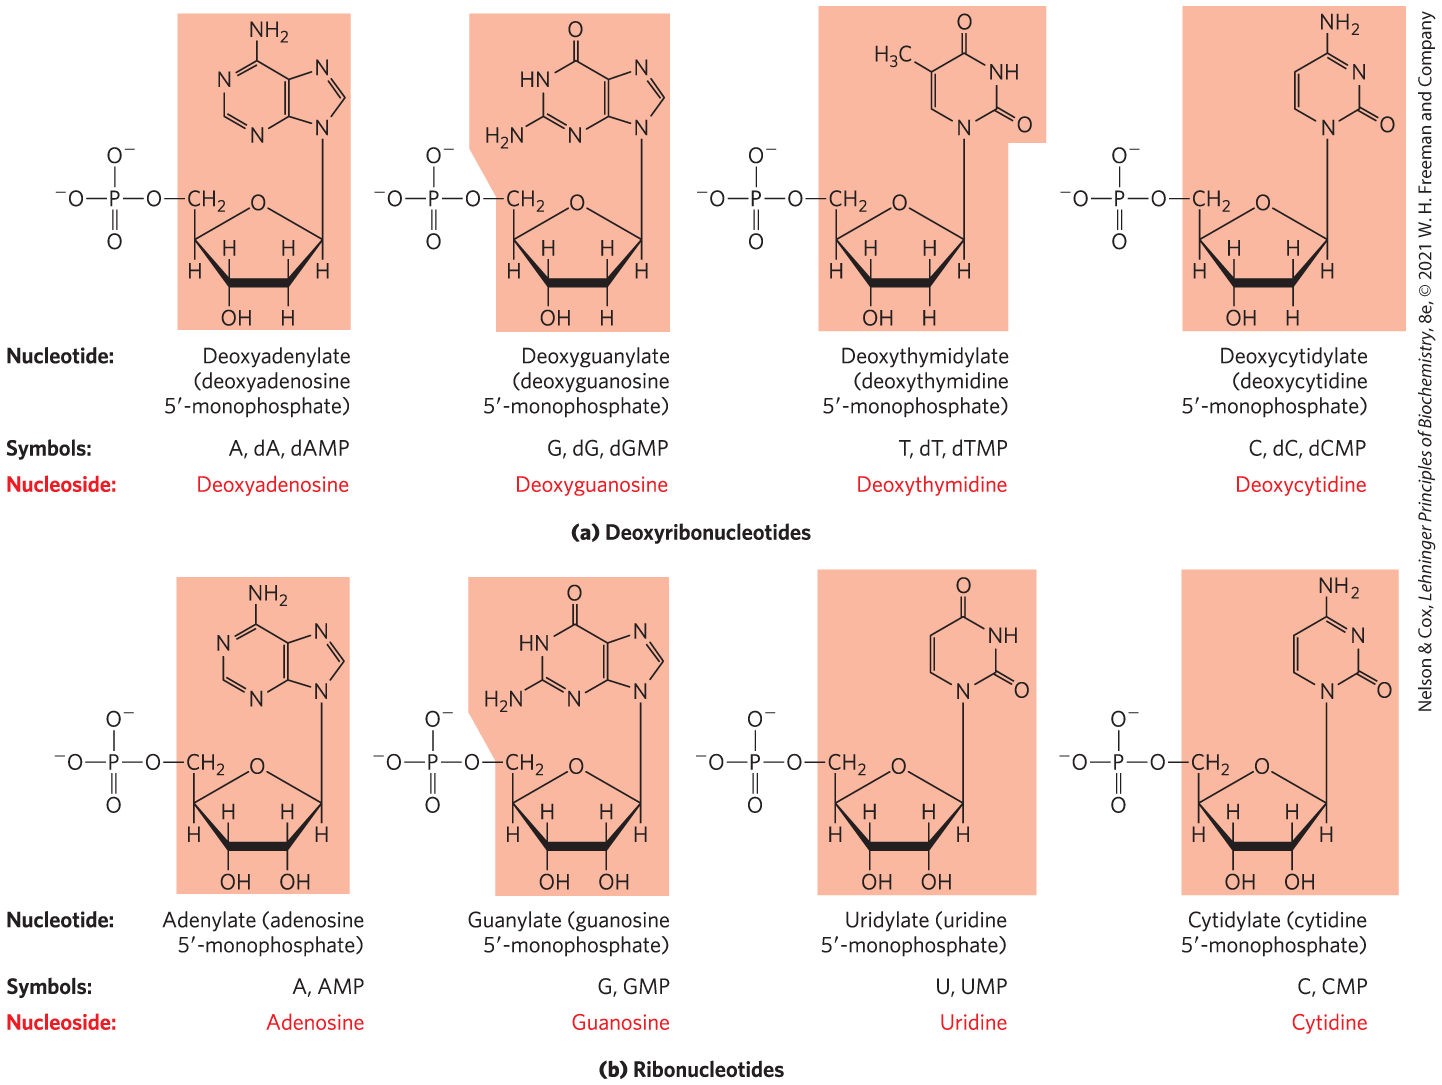 NH₂ O O NH₂
N N HN N H₃C NH N
N N H₂N N N N O N O
O⁻ O⁻ O⁻ O⁻
⁻O P O CH₂ O ⁻O P O CH₂ O ⁻O P O CH₂ O ⁻O P O CH₂ O
O H H O H H O H H O H H
H H H H H H H H
OH H OH H OH H OH H
Nucleotide: Deoxyadenylate Deoxyguanylate Deoxythymidylate Deoxycytidylate
(deoxyadenosine (deoxyguanosine (deoxythymidine (deoxycytidine
5′-monophosphate) 5′-monophosphate) 5′-monophosphate) 5′-monophosphate)
Symbols: A, dA, dAMP G, dG, dGMP T, dT, dTMP C, dC, dCMP
Nucleoside: Deoxyadenosine Deoxyguanosine Deoxythymidine Deoxycytidine
(a) Deoxyribonucleotides
NH₂ O O NH₂
N N HN N NH N
N N H₂N N N N O N O
O⁻ O⁻ O⁻ O⁻
⁻O P O CH₂ O ⁻O P O CH₂ O ⁻O P O CH₂ O ⁻O P O CH₂ O
O H H O H H O H H O H H
H H H H H H H H
OH OH OH OH OH OH OH OH
Nucleotide: Adenylate (adenosine Guanylate (guanosine Uridylate (uridine Cytidylate (cytidine
5′-monophosphate) 5′-monophosphate) 5′-monophosphate) 5′-monophosphate)
Symbols: A, AMP G, GMP U, UMP C, CMP
Nucleoside: Adenosine Guanosine Uridine Cytidine
(b) Ribonucleotides
Nelson & Cox, Lehninger Principles of Biochemistry, 8e, © 2021 W. H. Freeman and Company